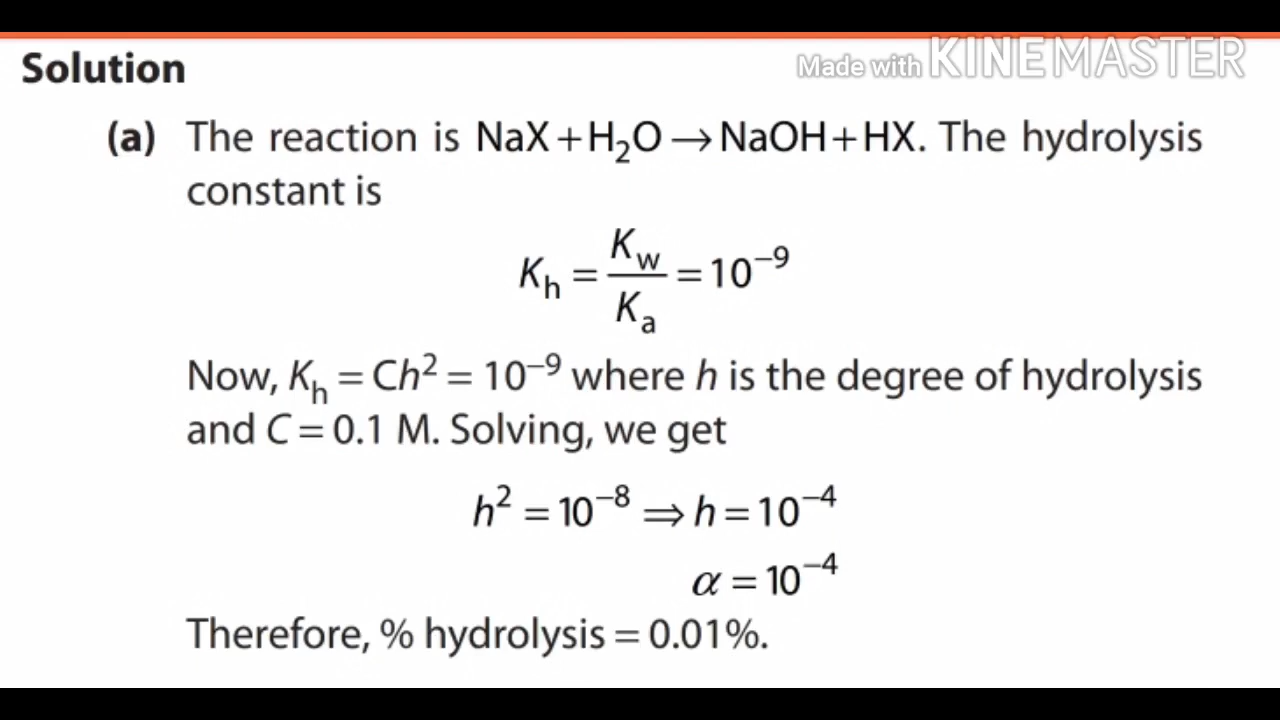 Made with KINEMASTER
Solution
(a) The reaction is NaX+H₂O→NaOH+HX. The hydrolysis
constant is
Kₕ = K_w/Kₐ = 10⁻⁹
Now, Kₕ = Ch² = 10⁻⁹ where h is the degree of hydrolysis
and C = 0.1 M. Solving, we get
h² = 10⁻⁸ ⇒ h = 10⁻⁴
α = 10⁻⁴
Therefore, % hydrolysis = 0.01%.